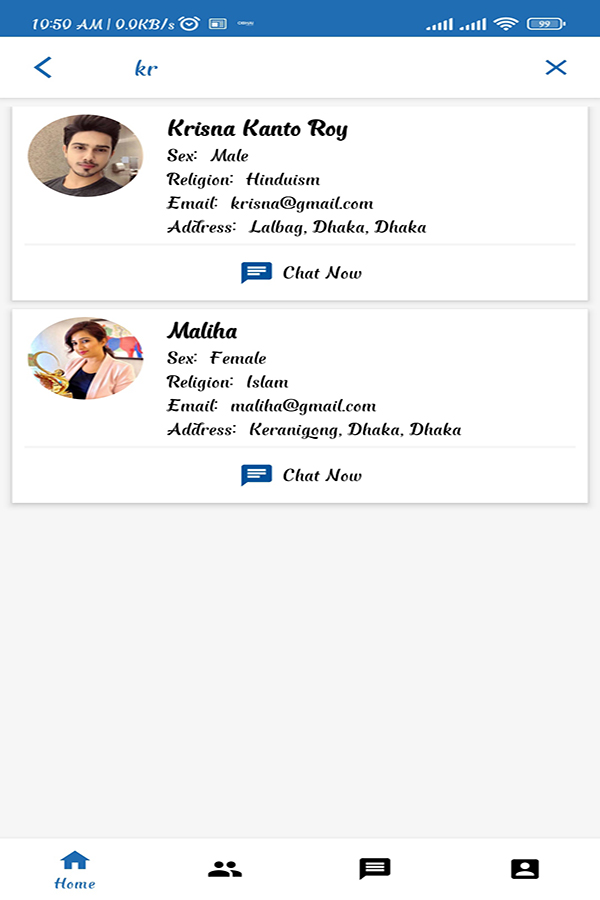 10:50 AM | 0.0KB/s 99
kr
Krisna Kanto Roy
Sex: Male
Religion: Hinduism
Email: krisna@gmail.com
Address: Lalbag, Dhaka, Dhaka
Chat Now
Maliha
Sex: Female
Religion: Islam
Email: maliha@gmail.com
Address: Keranigong, Dhaka, Dhaka
Chat Now
Home